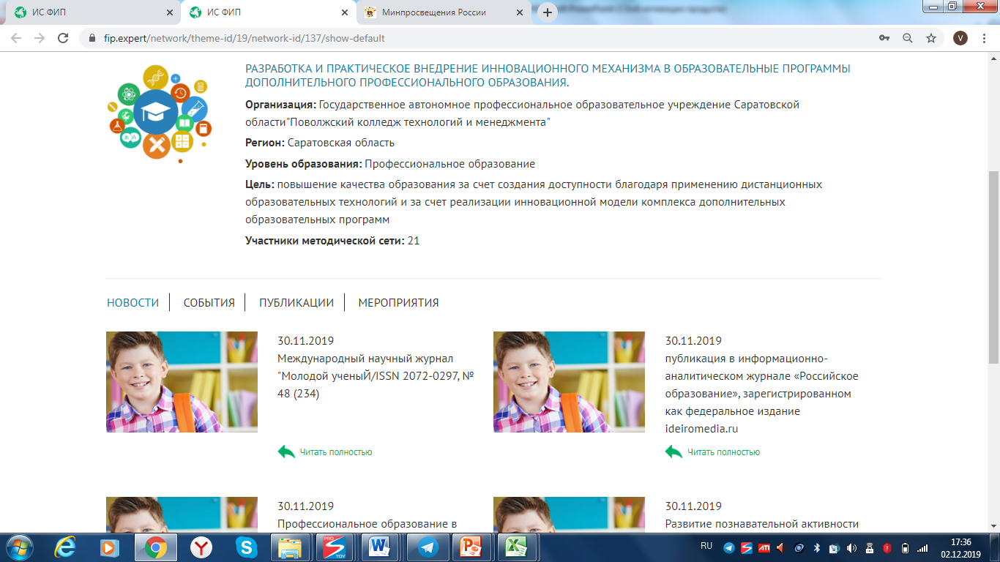 ИС ФИП
ИС ФИП
Минпросвещения России
fip.expert/network/theme-id/19/network-id/137/show-default
V
РАЗРАБОТКА И ПРАКТИЧЕСКОЕ ВНЕДРЕНИЕ ИННОВАЦИОННОГО МЕХАНИЗМА В ОБРАЗОВАТЕЛЬНЫЕ ПРОГРАММЫ
ДОПОЛНИТЕЛЬНОГО ПРОФЕССИОНАЛЬНОГО ОБРАЗОВАНИЯ.
Организация: Государственное автономное профессиональное образовательное учреждение Саратовской
области"Поволжский колледж технологий и менеджмента"
Регион: Саратовская область
Уровень образования: Профессиональное образование
Цель: повышение качества образования за счет создания доступности благодаря применению дистанционных
образовательных технологий и за счет реализации инновационной модели комплекса дополнительных
образовательных программ
Участники методической сети: 21
НОВОСТИ СОБЫТИЯ ПУБЛИКАЦИИ МЕРОПРИЯТИЯ
30.11.2019
Международный научный журнал
"Молодой ученыЙ/ISSN 2072-0297, №
48 (234)
Читать полностью
30.11.2019
публикация в информационно-
аналитическом журнале «Российское
образование», зарегистрированном
как федеральное издание
ideiromedia.ru
Читать полностью
30.11.2019
Профессиональное образование в
30.11.2019
Развитие познавательной активности
PRO
TOY
RU
ATI
17:36
02.12.2019